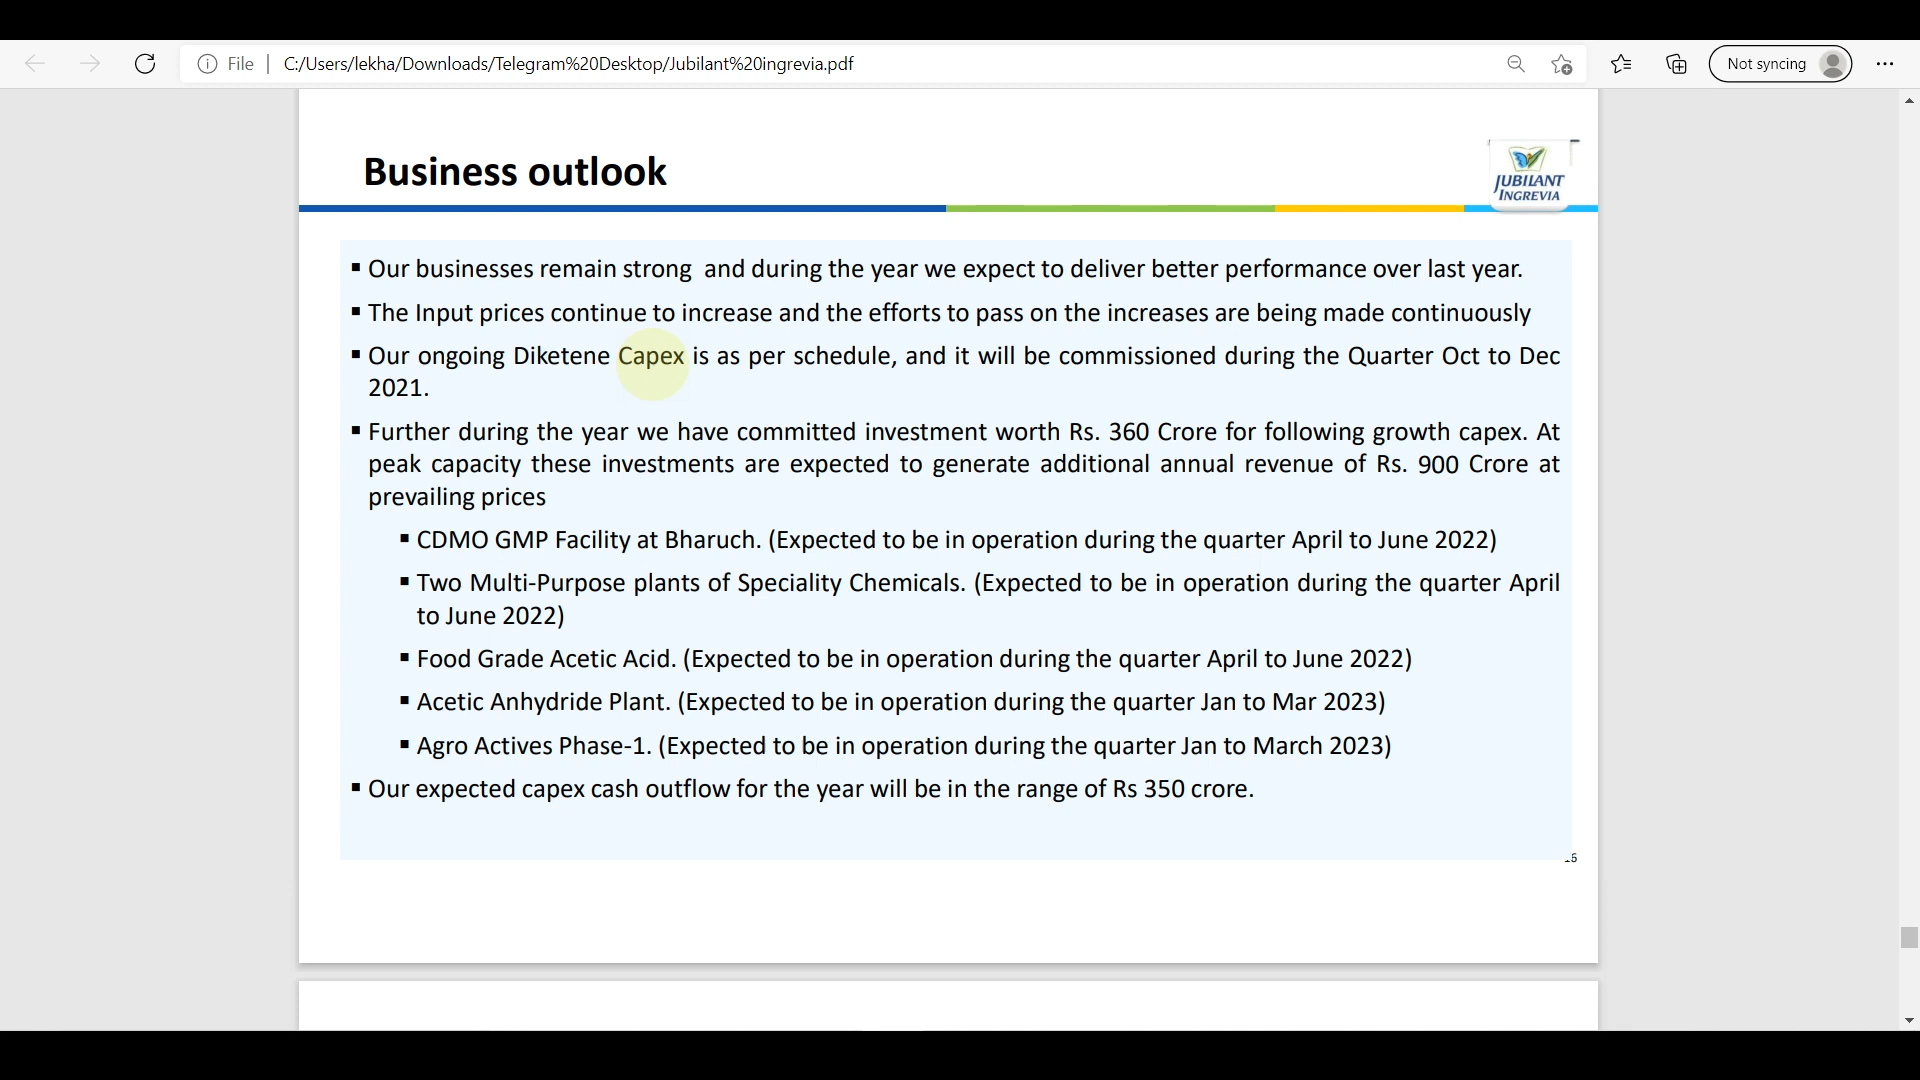 File
C:/Users/lekha/Downloads/Telegram%20Desktop/Jubilant%20ingrevia.pdf
Not syncing
Business outlook
JUBILANT
INGREVIA
▪ Our businesses remain strong  and during the year we expect to deliver better performance over last year.
▪ The Input prices continue to increase and the efforts to pass on the increases are being made continuously
▪ Our ongoing Diketene Capex is as per schedule, and it will be commissioned during the Quarter Oct to Dec
2021.
▪ Further during the year we have committed investment worth Rs. 360 Crore for following growth capex. At
peak capacity these investments are expected to generate additional annual revenue of Rs. 900 Crore at
prevailing prices
▪ CDMO GMP Facility at Bharuch. (Expected to be in operation during the quarter April to June 2022)
▪ Two Multi-Purpose plants of Speciality Chemicals. (Expected to be in operation during the quarter April
to June 2022)
▪ Food Grade Acetic Acid. (Expected to be in operation during the quarter April to June 2022)
▪ Acetic Anhydride Plant. (Expected to be in operation during the quarter Jan to Mar 2023)
▪ Agro Actives Phase-1. (Expected to be in operation during the quarter Jan to March 2023)
▪ Our expected capex cash outflow for the year will be in the range of Rs 350 crore.